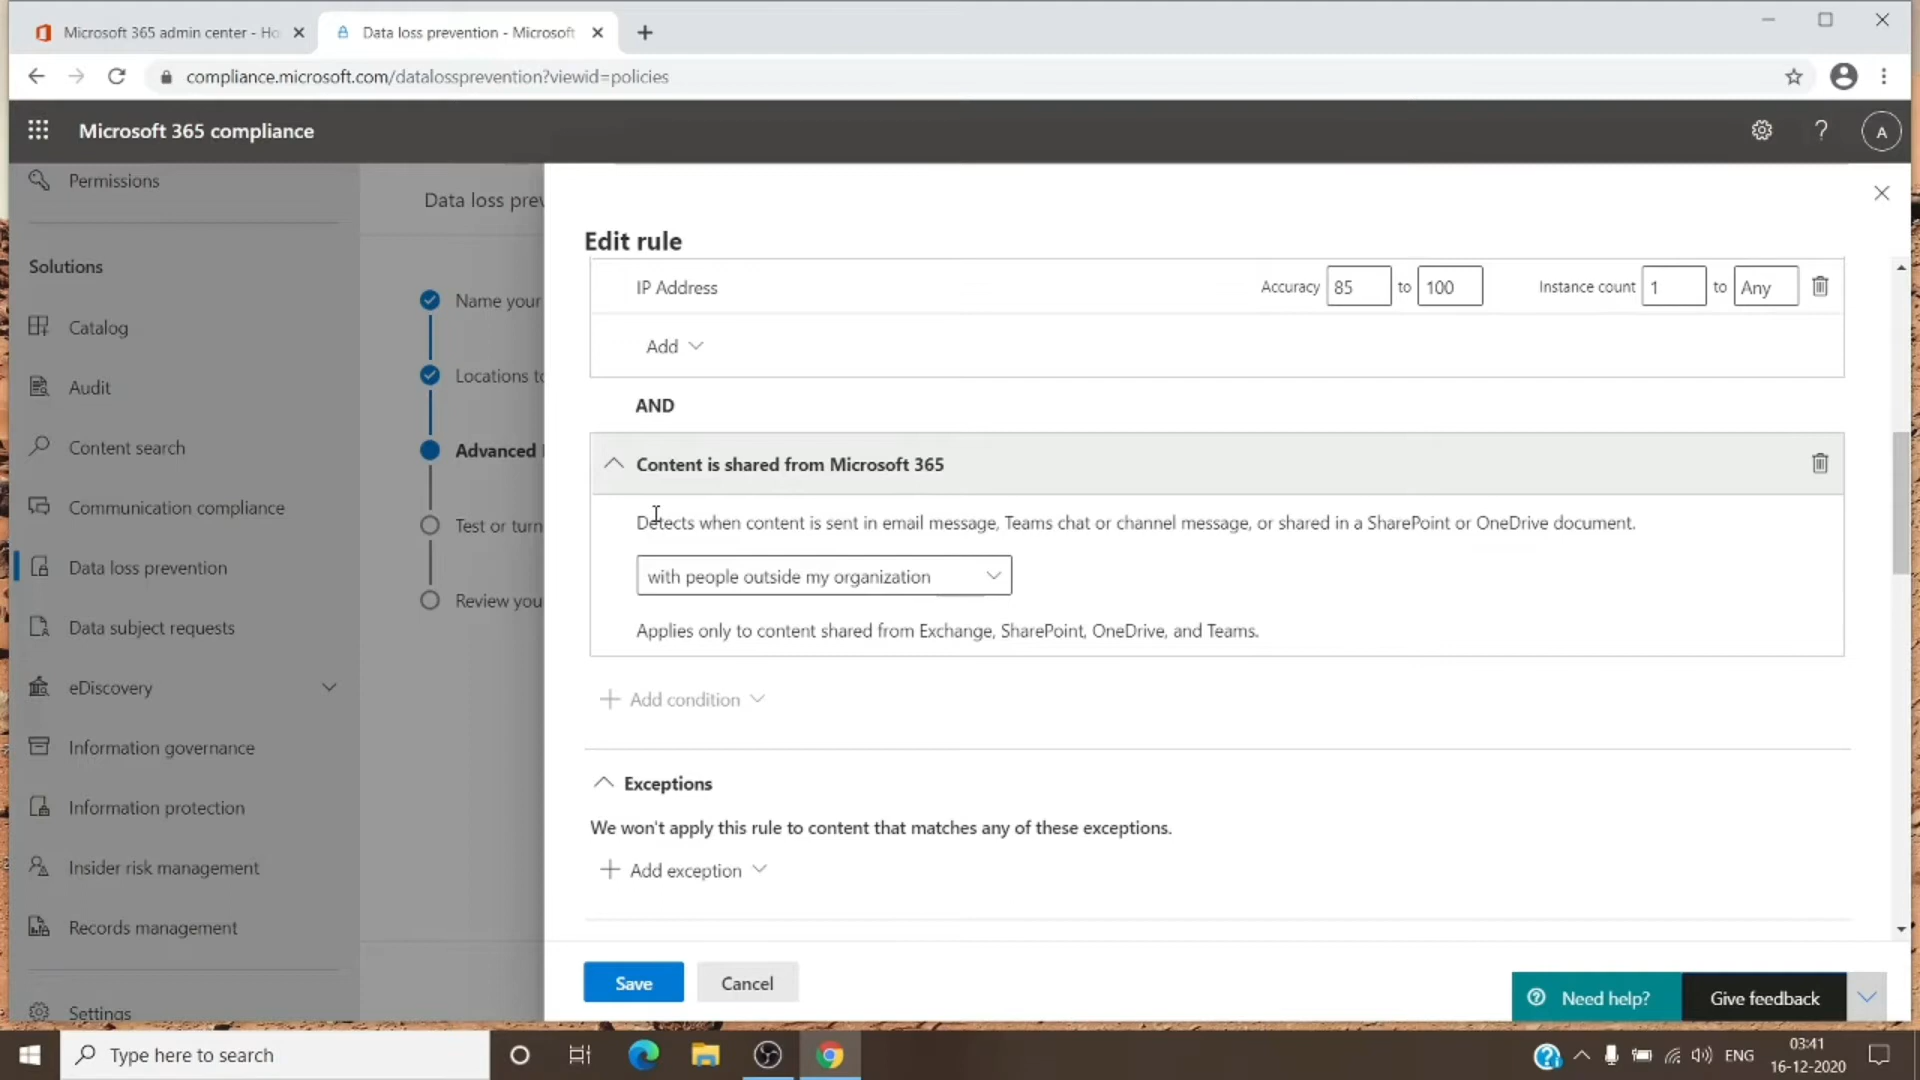 Microsoft 365 admin center - Ho
Data loss prevention - Microsoft
compliance.microsoft.com/datalossprevention?viewid=policies
Microsoft 365 compliance
?
A
Permissions
Solutions
Catalog
Audit
Content search
Communication compliance
Data loss prevention
Data subject requests
eDiscovery
Information governance
Information protection
Insider risk management
Records management
Settings
Data loss prev
Name your
Locations to
Advanced
Test or turn
Review you
Edit rule
IP Address Accuracy 85 to 100 Instance count 1 to Any
Add
AND
Content is shared from Microsoft 365
Detects when content is sent in email message, Teams chat or channel message, or shared in a SharePoint or OneDrive document.
with people outside my organization
Applies only to content shared from Exchange, SharePoint, OneDrive, and Teams.
Add condition
Exceptions
We won't apply this rule to content that matches any of these exceptions.
Add exception
Save Cancel
Need help? Give feedback
Type here to search
ENG
03:41
16-12-2020